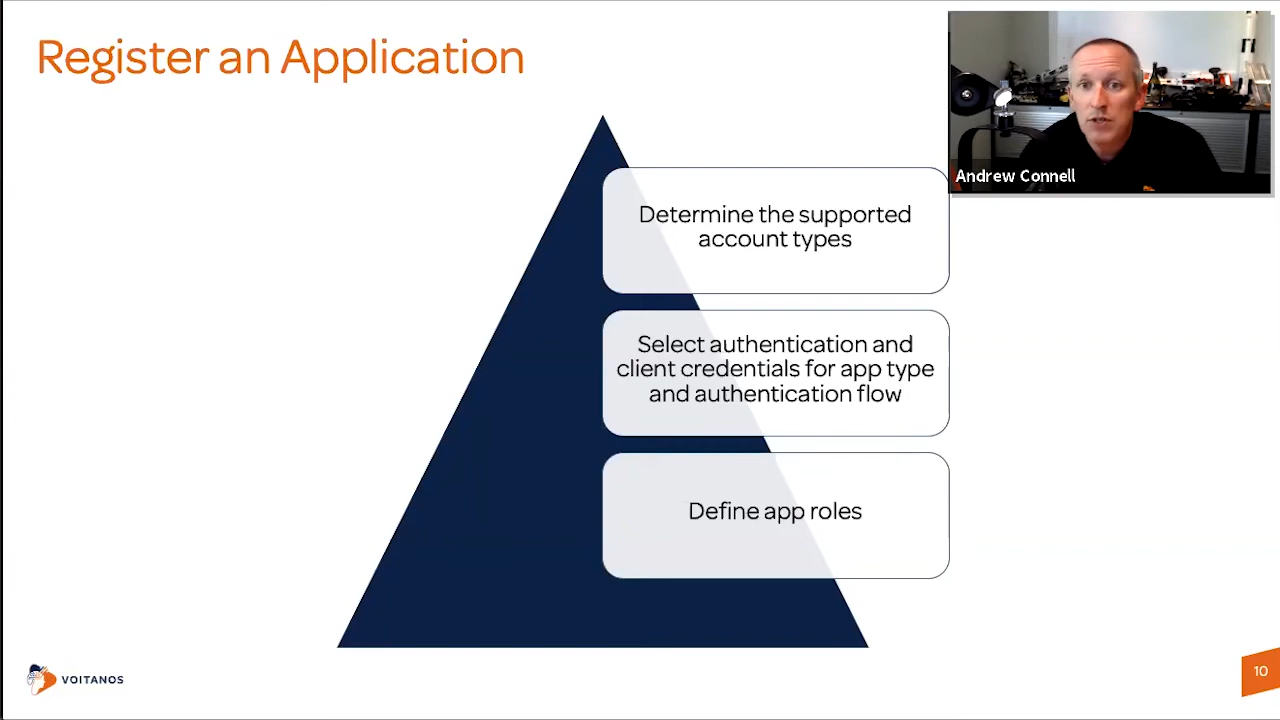 Register an Application
Andrew Connell
Determine the supported
account types
Select authentication and
client credentials for app type
and authentication flow
Define app roles
VOITANOS
10